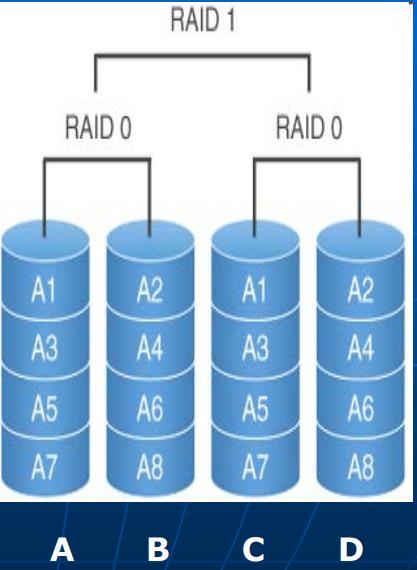 RAID 1
RAID 0 RAID 0
A1 A2 A1 A2
A3 A4 A3 A4
A5 A6 A5 A6
A7 A8 A7 A8
A B C D